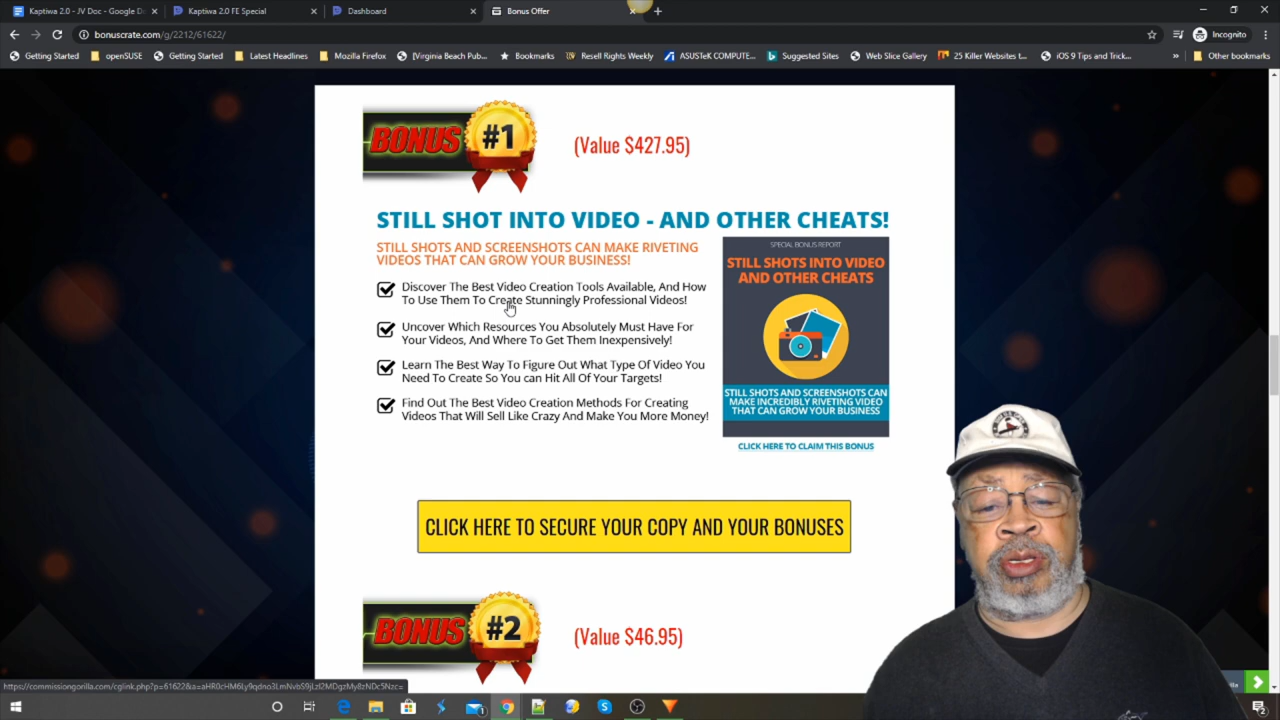 Kaptiva 2.0 - JV Doc - Google D
Kaptiva 2.0 FE Special
Dashboard
Bonus Offer
bonuscrate.com/g/2212/61622/
Incognito
Getting Started
openSUSE
Getting Started
Latest Headlines
Mozilla Firefox
[Virginia Beach Pub...
Bookmarks
Resell Rights Weekly
ASUSTeK COMPUTE...
Suggested Sites
Web Slice Gallery
25 Killer Websites t...
iOS 9 Tips and Trick...
Other bookmarks
BONUS #1
(Value $427.95)
STILL SHOT INTO VIDEO - AND OTHER CHEATS!
STILL SHOTS AND SCREENSHOTS CAN MAKE RIVETING
VIDEOS THAT CAN GROW YOUR BUSINESS!
Discover The Best Video Creation Tools Available, And How
To Use Them To Create Stunningly Professional Videos!
Uncover Which Resources You Absolutely Must Have For
Your Videos, And Where To Get Them Inexpensively!
Learn The Best Way To Figure Out What Type Of Video You
Need To Create So You can Hit All Of Your Targets!
Find Out The Best Video Creation Methods For Creating
Videos That Will Sell Like Crazy And Make You More Money!
SPECIAL BONUS REPORT
STILL SHOTS INTO VIDEO
AND OTHER CHEATS
STILL SHOTS AND SCREENSHOTS CAN
MAKE INCREDIBLY RIVETING VIDEO
THAT CAN GROW YOUR BUSINESS
CLICK HERE TO CLAIM THIS BONUS
CLICK HERE TO SECURE YOUR COPY AND YOUR BONUSES
BONUS #2
(Value $46.95)